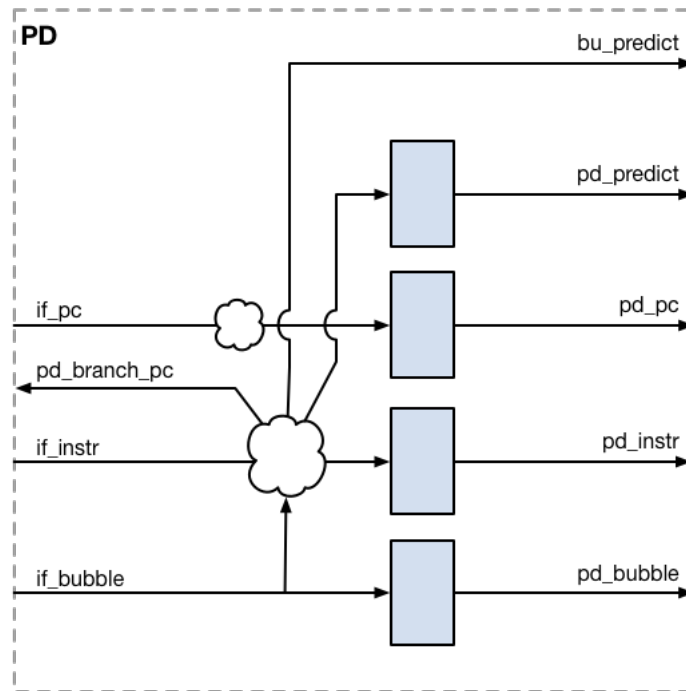 PD
bu_predict
pd_predict
if_pc
pd_pc
pd_branch_pc
if_instr
pd_instr
if_bubble
pd_bubble